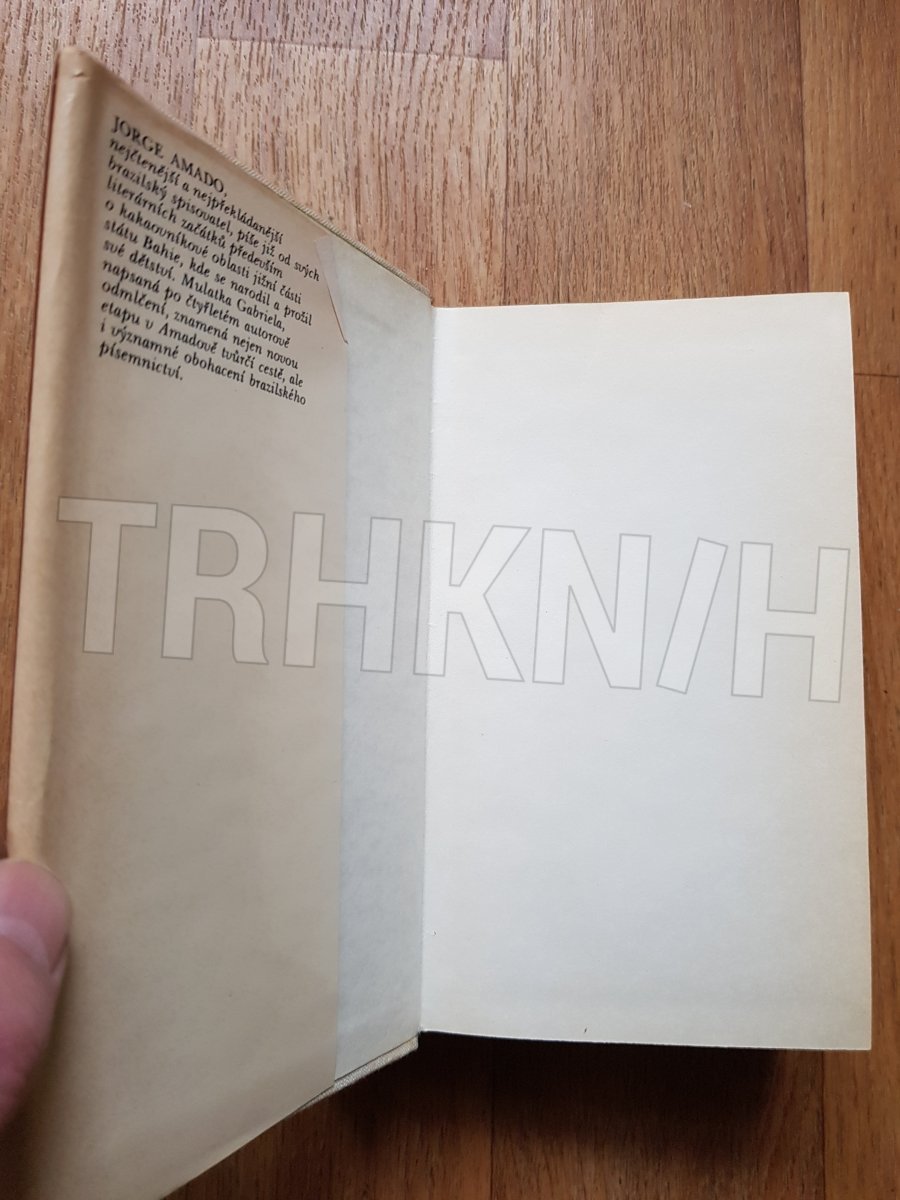 JORGE AMADO,
nejčtenější a nejpřekládanější
brazilský spisovatel, píše již od svých
literárních začátků především
o kakaovníkové oblasti jižní části
státu Bahie, kde se narodil a prožil
své dětství. Mulatka Gabriela,
napsaná po čtyřletém autorově
odmlčení, znamená nejen novou
etapu v Amadově tvůrčí cestě, ale
i významné obohacení brazilského
písemnictví.
TRHKN/H